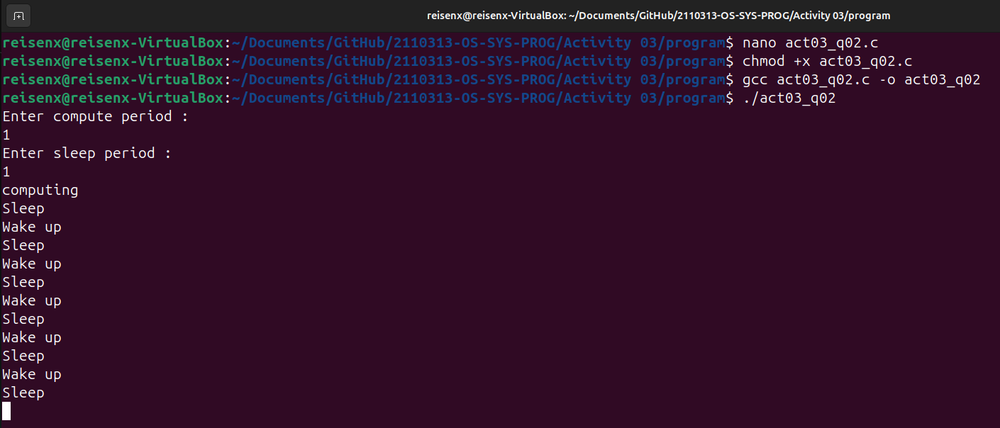 reisenx@reisenx-VirtualBox: ~/Documents/GitHub/2110313-OS-SYS-PROG/Activity 03/program
reisenx@reisenx-VirtualBox:~/Documents/GitHub/2110313-OS-SYS-PROG/Activity 03/program$ nano act03_q02.c
reisenx@reisenx-VirtualBox:~/Documents/GitHub/2110313-OS-SYS-PROG/Activity 03/program$ chmod +x act03_q02.c
reisenx@reisenx-VirtualBox:~/Documents/GitHub/2110313-OS-SYS-PROG/Activity 03/program$ gcc act03_q02.c -o act03_q02
reisenx@reisenx-VirtualBox:~/Documents/GitHub/2110313-OS-SYS-PROG/Activity 03/program$ ./act03_q02
Enter compute period :
1
Enter sleep period :
1
computing
Sleep
Wake up
Sleep
Wake up
Sleep
Wake up
Sleep
Wake up
Sleep
Wake up
Sleep